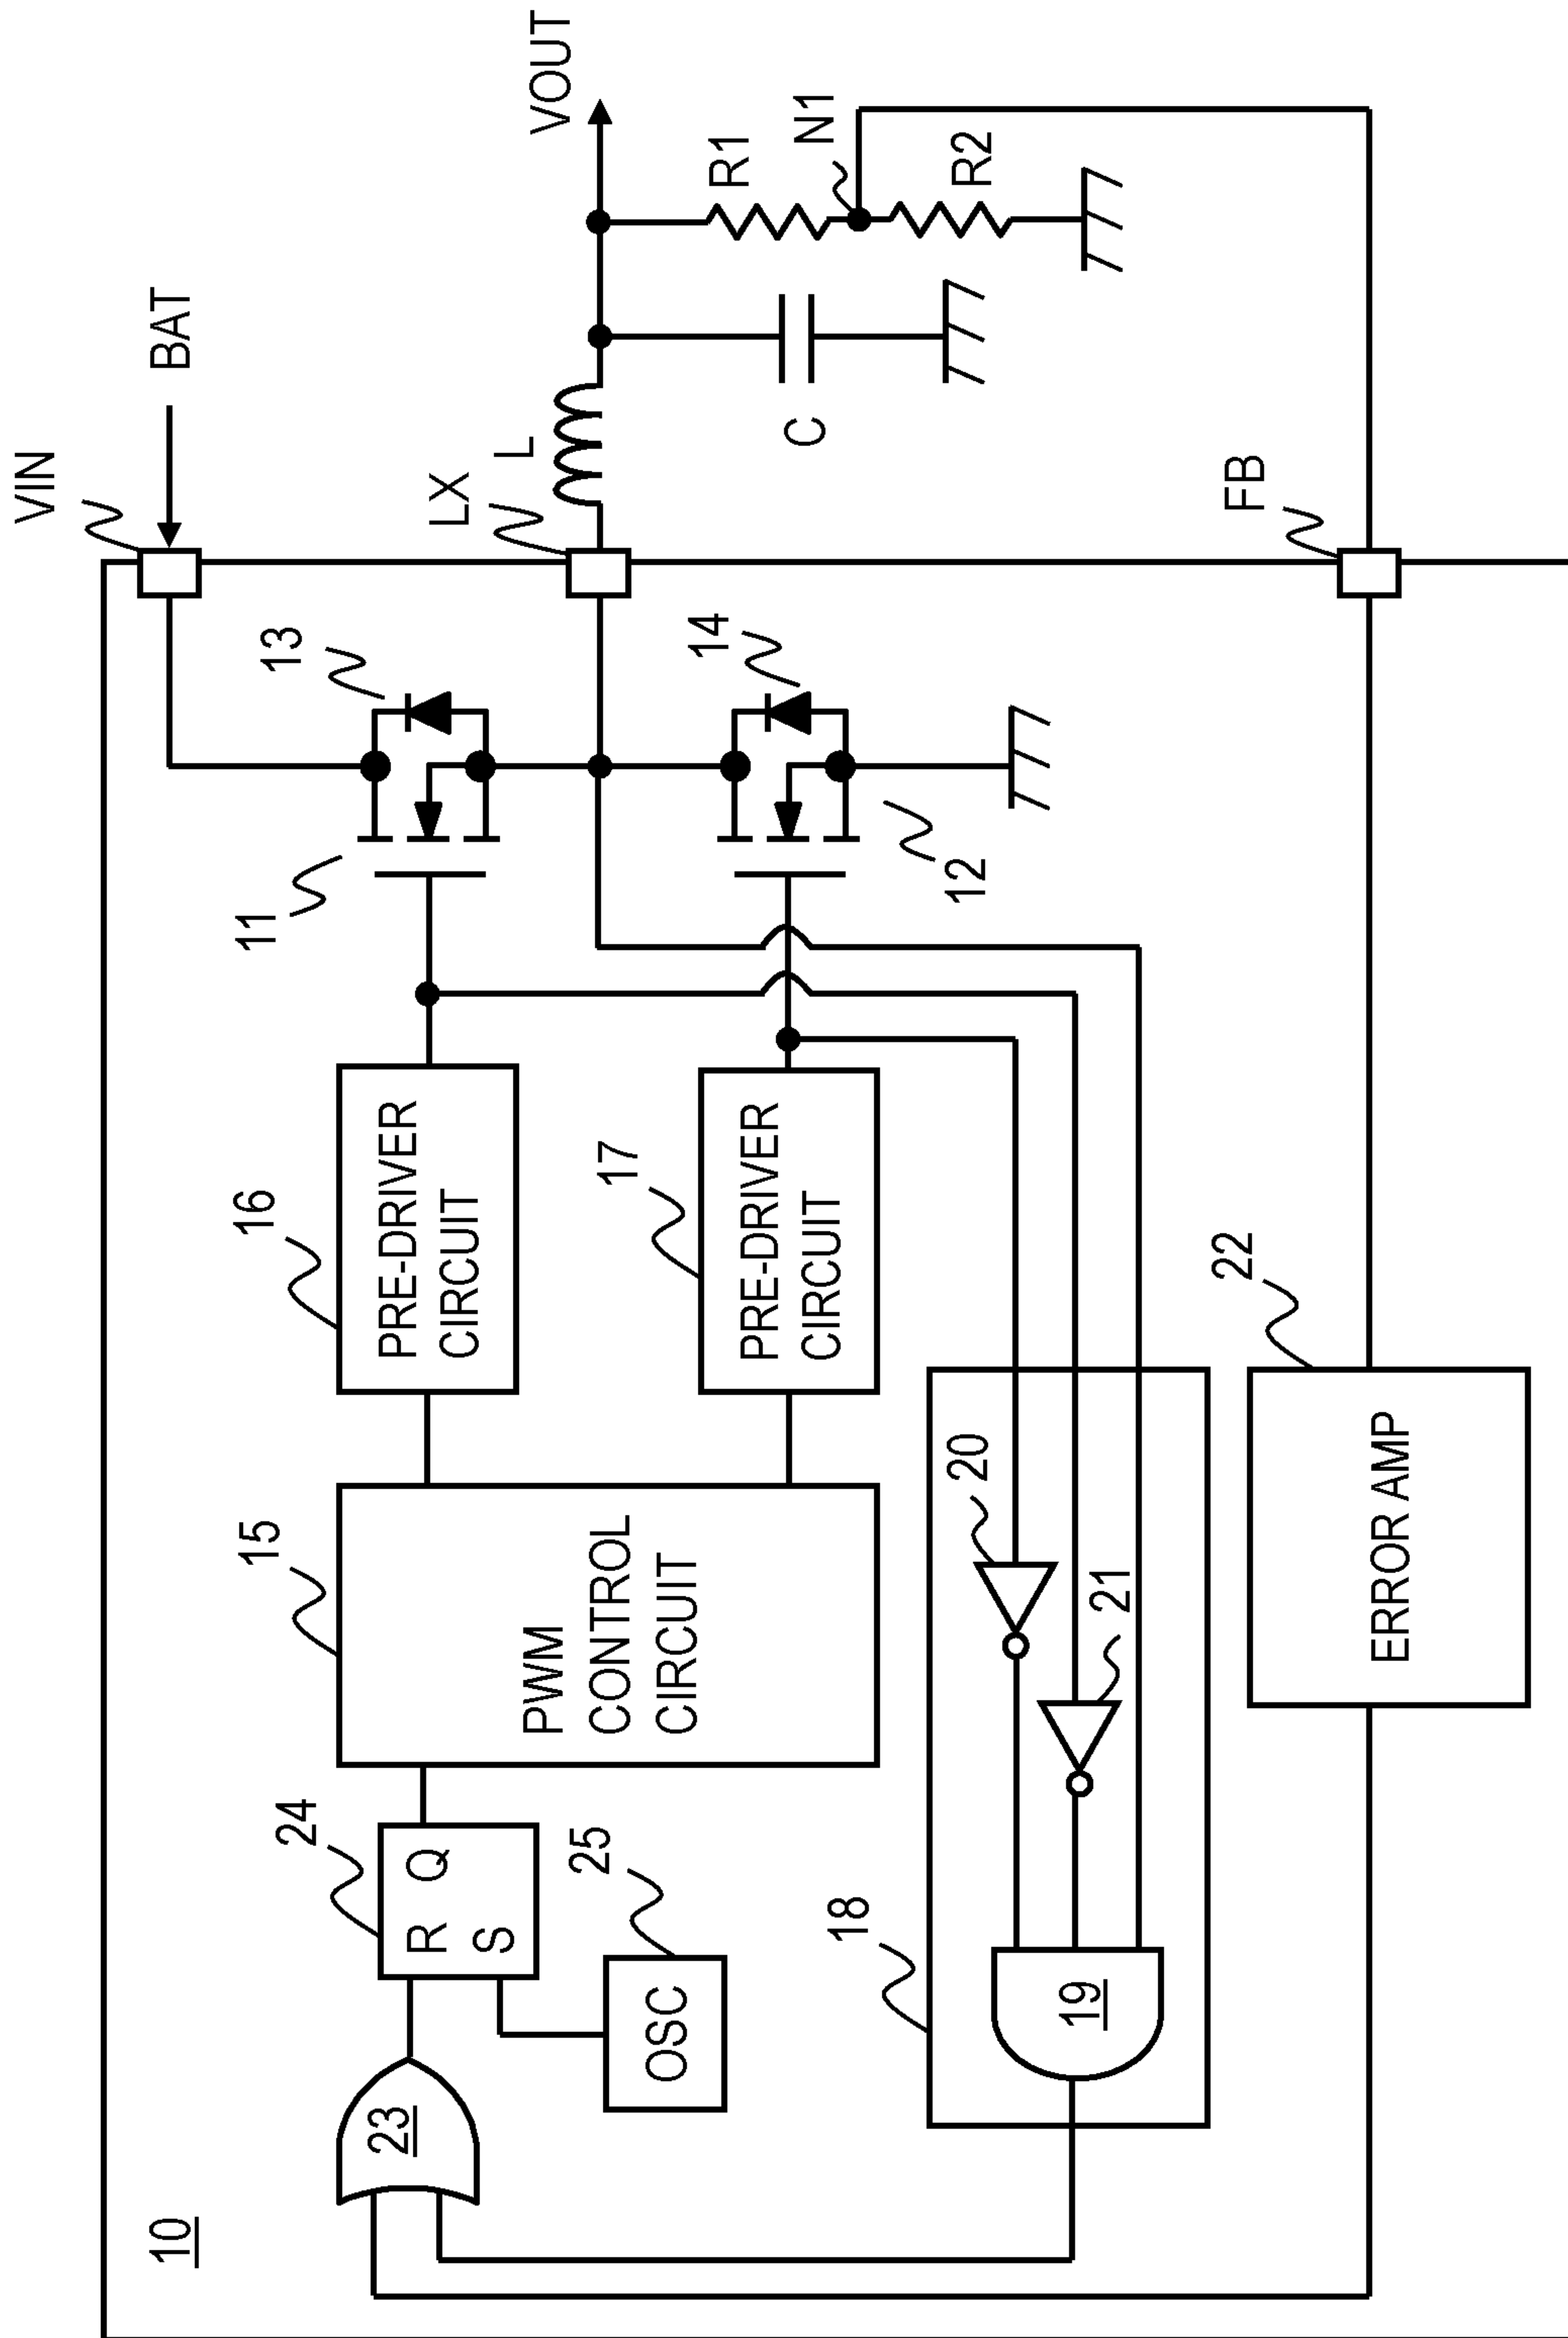 10
VIN
BAT
11
13
16
PRE-DRIVER
CIRCUIT
15
PWM
CONTROL
CIRCUIT
24
R
Q
S
23
25
OSC
17
PRE-DRIVER
CIRCUIT
12
14
LX
L
VOUT
R1
N1
R2
C
18
19
20
21
FB
22
ERROR AMP